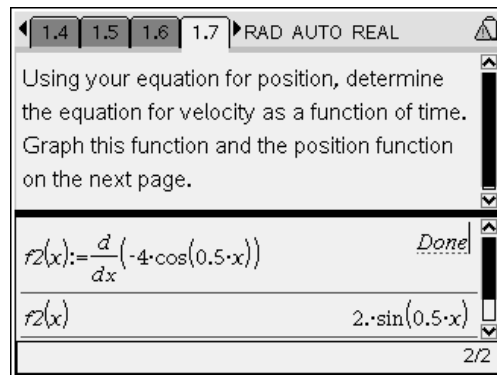 1.4 1.5 1.6 1.7 RAD AUTO REAL
Using your equation for position, determine
the equation for velocity as a function of time.
Graph this function and the position function
on the next page.
f2(x):=d/dx(-4·cos(0.5·x)) Done
f2(x) 2.·sin(0.5·x)
2/2